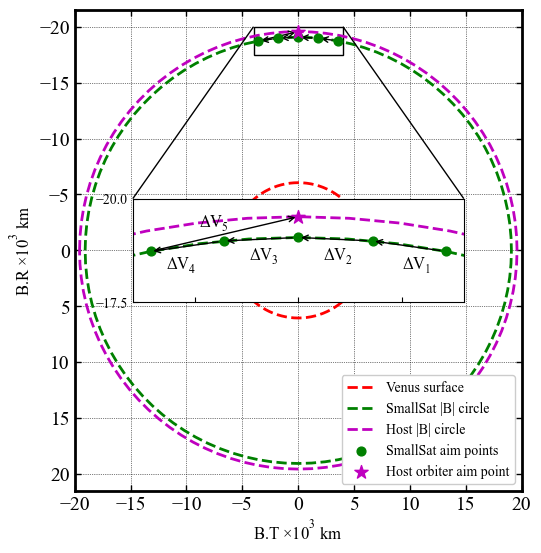 −20
−15
−10
−5
0
5
10
15
20
B.R ×10³ km
−20.0
−17.5
ΔV₅
ΔV₄
ΔV₃
ΔV₂
ΔV₁
Venus surface
SmallSat |B| circle
Host |B| circle
SmallSat aim points
Host orbiter aim point
−20 −15 −10 −5 0 5 10 15 20
B.T ×10³ km